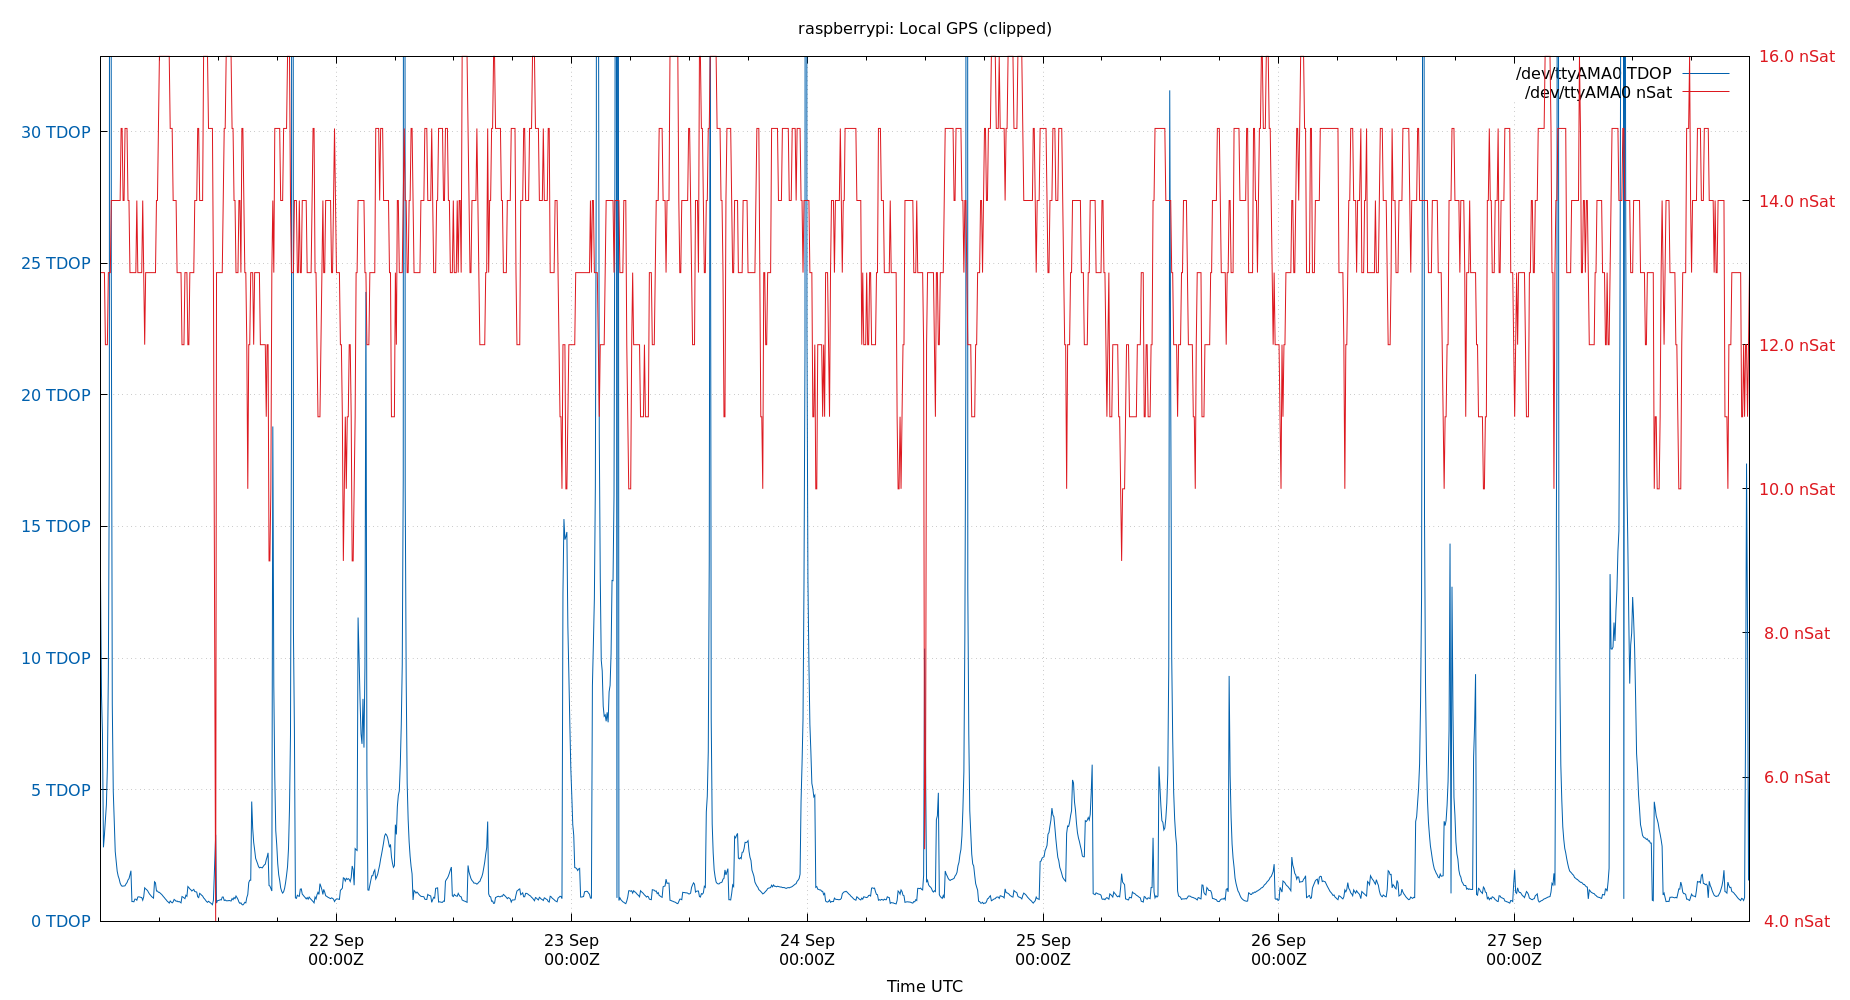 raspberrypi: Local GPS (clipped)
/dev/ttyAMA0 TDOP
/dev/ttyAMA0 nSat
30 TDOP
25 TDOP
20 TDOP
15 TDOP
10 TDOP
5 TDOP
0 TDOP
16.0 nSat
14.0 nSat
12.0 nSat
10.0 nSat
8.0 nSat
6.0 nSat
4.0 nSat
22 Sep
00:00Z
23 Sep
00:00Z
24 Sep
00:00Z
25 Sep
00:00Z
26 Sep
00:00Z
27 Sep
00:00Z
Time UTC